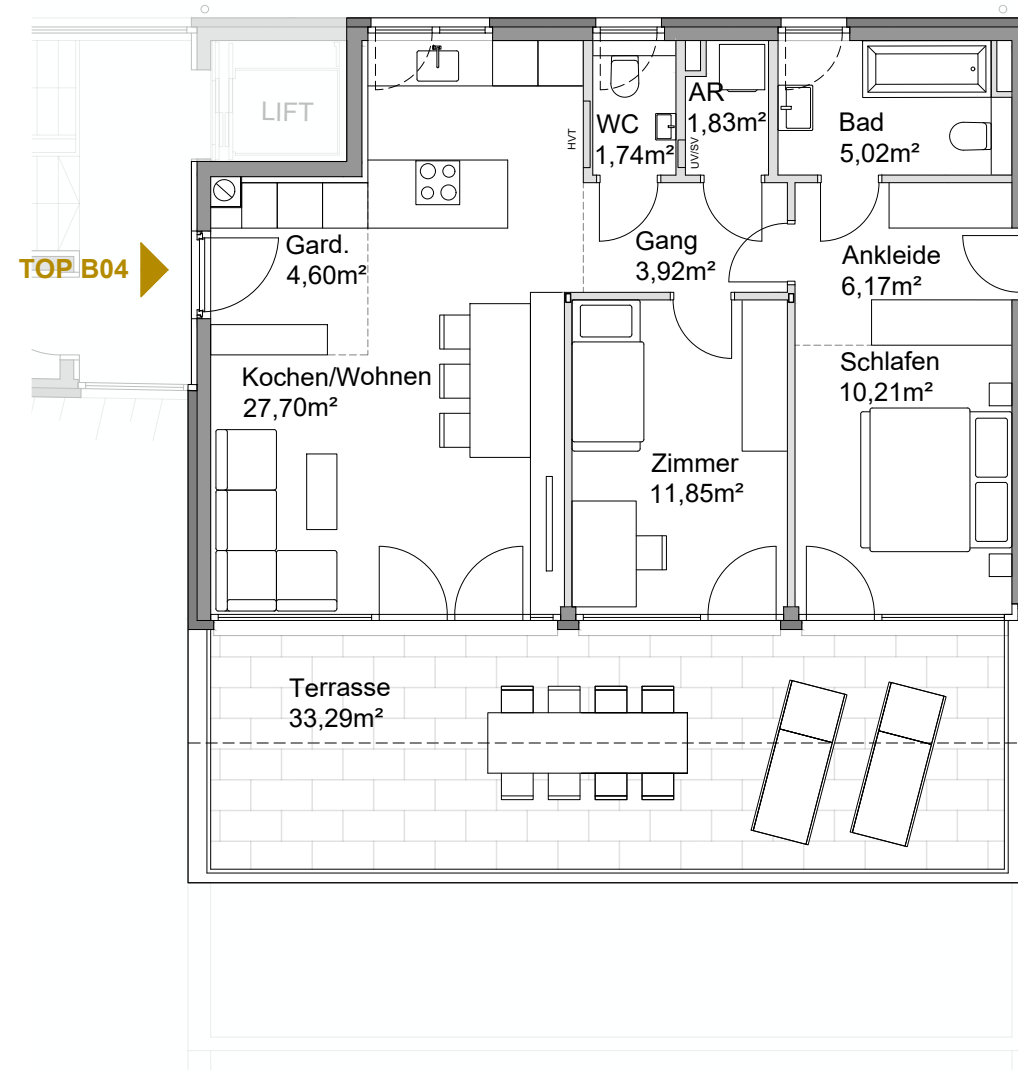 LIFT
AR
1,83m²
WC
1,74m²
Bad
5,02m²
HVT
UV/SV
Gard.
4,60m²
Gang
3,92m²
Ankleide
6,17m²
TOP B04
Kochen/Wohnen
27,70m²
Schlafen
10,21m²
Zimmer
11,85m²
Terrasse
33,29m²